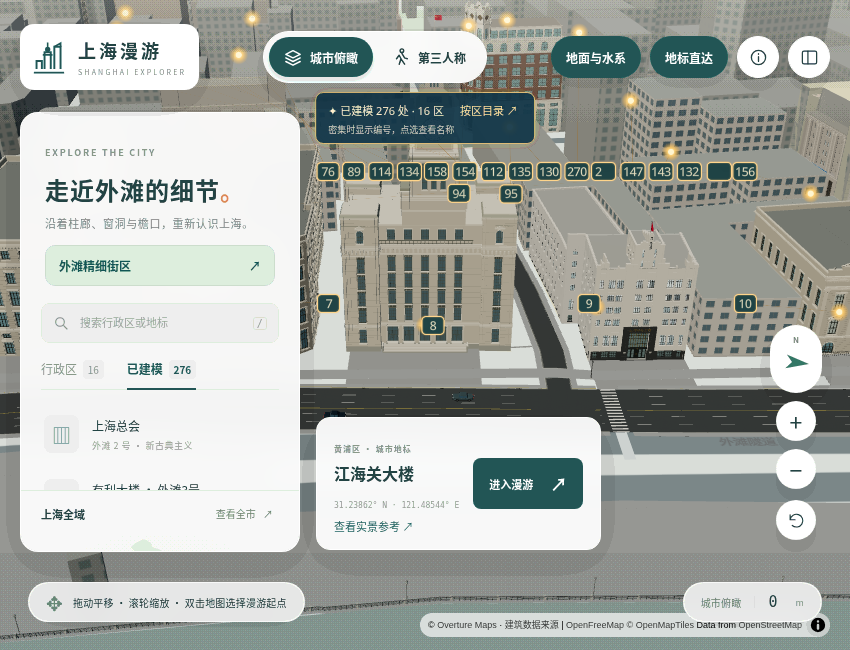 上海漫游
SHANGHAI EXPLORER
城市俯瞰
第三人称
地面与水系
地标直达
✦ 已建模 276 处 · 16 区 按区目录 ↗
密集时显示编号，点选查看名称
76 89 114 134 158 154 112 135 130 270 2 147 143 132 156
94 95
7
8
9
10
EXPLORE THE CITY
走近外滩的细节。
沿着柱廊、窗洞与檐口，重新认识上海。
外滩精细街区 ↗
搜索行政区或地标 /
行政区 16 已建模 276
上海总会
外滩 2 号 · 新古典主义
有利大楼 · 外滩3号
上海全域 查看全市 ↗
黄浦区 · 城市地标
江海关大楼
31.23862° N · 121.48544° E
查看实景参考 ↗
进入漫游 ↗
N
+
−
拖动平移 · 滚轮缩放 · 双击地图选择漫游起点
城市俯瞰 0 m
© Overture Maps · 建筑数据来源 | OpenFreeMap © OpenMapTiles Data from OpenStreetMap